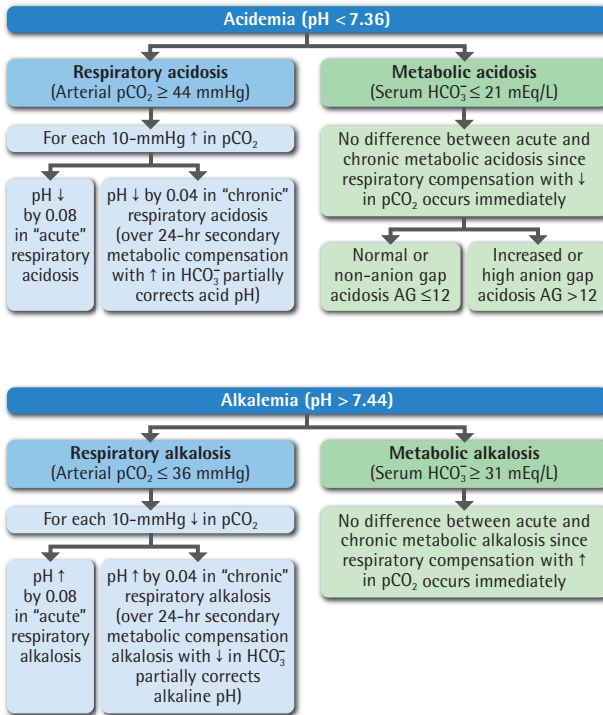 Acidemia (pH < 7.36)
Respiratory acidosis
(Arterial pCO₂ ≥ 44 mmHg)
For each 10-mmHg ↑ in pCO₂
pH ↓
by 0.08
in “acute”
respiratory
acidosis
pH ↓ by 0.04 in “chronic”
respiratory acidosis
(over 24-hr secondary
metabolic compensation
with ↑ in HCO₃⁻ partially
corrects acid pH)
Metabolic acidosis
(Serum HCO₃⁻ ≤ 21 mEq/L)
No difference between acute and
chronic metabolic acidosis since
respiratory compensation with ↓
in pCO₂ occurs immediately
Normal or
non-anion gap
acidosis AG ≤12
Increased or
high anion gap
acidosis AG >12
Alkalemia (pH > 7.44)
Respiratory alkalosis
(Arterial pCO₂ ≤ 36 mmHg)
For each 10-mmHg ↓ in pCO₂
pH ↑
by 0.08
in “acute”
respiratory
alkalosis
pH ↑ by 0.04 in “chronic”
respiratory alkalosis
(over 24-hr secondary
metabolic compensation
alkalosis with ↓ in HCO₃⁻
partially corrects
alkaline pH)
Metabolic alkalosis
(Serum HCO₃⁻ ≥ 31 mEq/L)
No difference between acute and
chronic metabolic alkalosis since
respiratory compensation with ↑
in pCO₂ occurs immediately